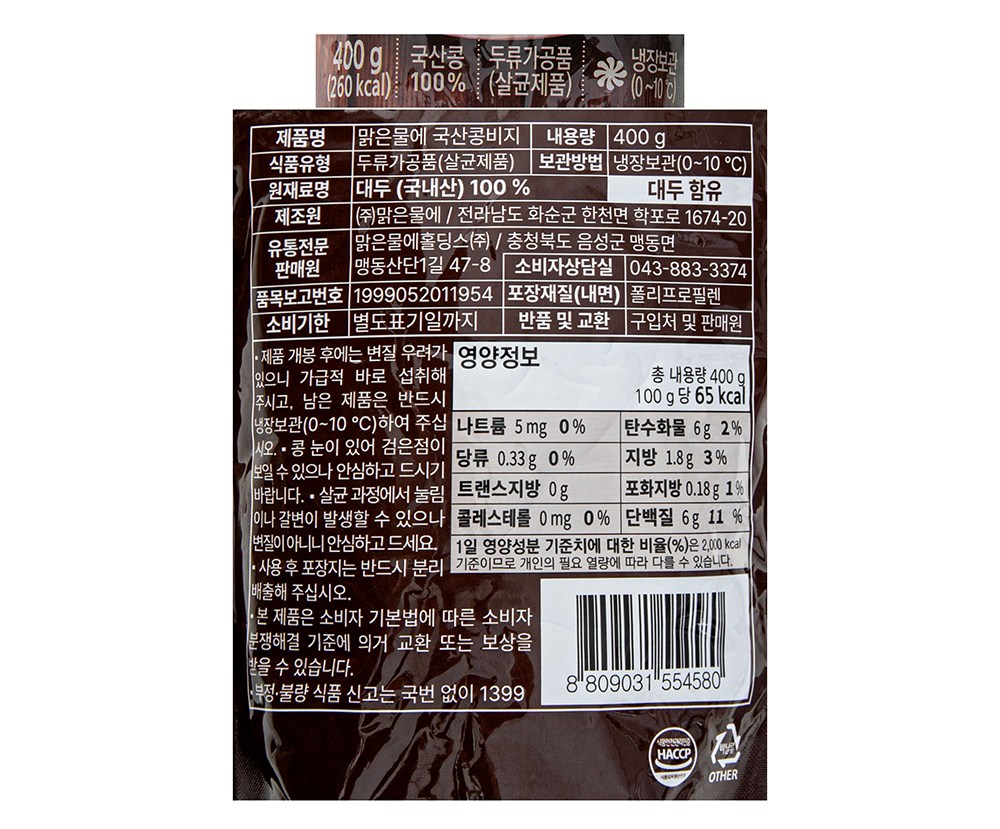 400 g
(260 kcal)
국산콩
100 %
두류가공품
(살균제품)
냉장보관
(0~10℃)
제품명 맑은물에 국산콩비지 내용량 400 g
식품유형 두류가공품(살균제품) 보관방법 냉장보관(0~10 ℃)
원재료명 대두 (국내산) 100 % 대두 함유
제조원 ㈜맑은물에 / 전라남도 화순군 한천면 학포로 1674-20
유통전문판매원 맑은물에홀딩스㈜ / 충청북도 음성군 맹동면
맹동산단1길 47-8 소비자상담실 043-883-3374
품목보고번호 1999052011954 포장재질(내면) 폴리프로필렌
소비기한 별도표기일까지 반품 및 교환 구입처 및 판매원
▪ 제품 개봉 후에는 변질 우려가
있으니 가급적 바로 섭취해
주시고, 남은 제품은 반드시
냉장보관(0~10 ℃)하여 주십
시오. ▪ 콩 눈이 있어 검은점이
보일 수 있으나 안심하고 드시기
바랍니다. ▪ 살균 과정에서 눌림
이나 갈변이 발생할 수 있으나
변질이 아니니 안심하고 드세요.
▪ 사용 후 포장지는 반드시 분리
배출해 주십시오.
▪ 본 제품은 소비자 기본법에 따른 소비자
분쟁해결 기준에 의거 교환 또는 보상을
받을 수 있습니다.
▪ 부정·불량 식품 신고는 국번 없이 1399
영양정보
총 내용량 400 g
100 g당 65 kcal
나트륨 5 mg 0 % 탄수화물 6 g 2 %
당류 0.33 g 0 % 지방 1.8 g 3 %
트랜스지방 0 g 포화지방 0.18 g 1 %
콜레스테롤 0 mg 0 % 단백질 6 g 11 %
1일 영양성분 기준치에 대한 비율(%)은 2,000 kcal
기준이므로 개인의 필요 열량에 따라 다를 수 있습니다.
8 809031 554580
HACCP
OTHER